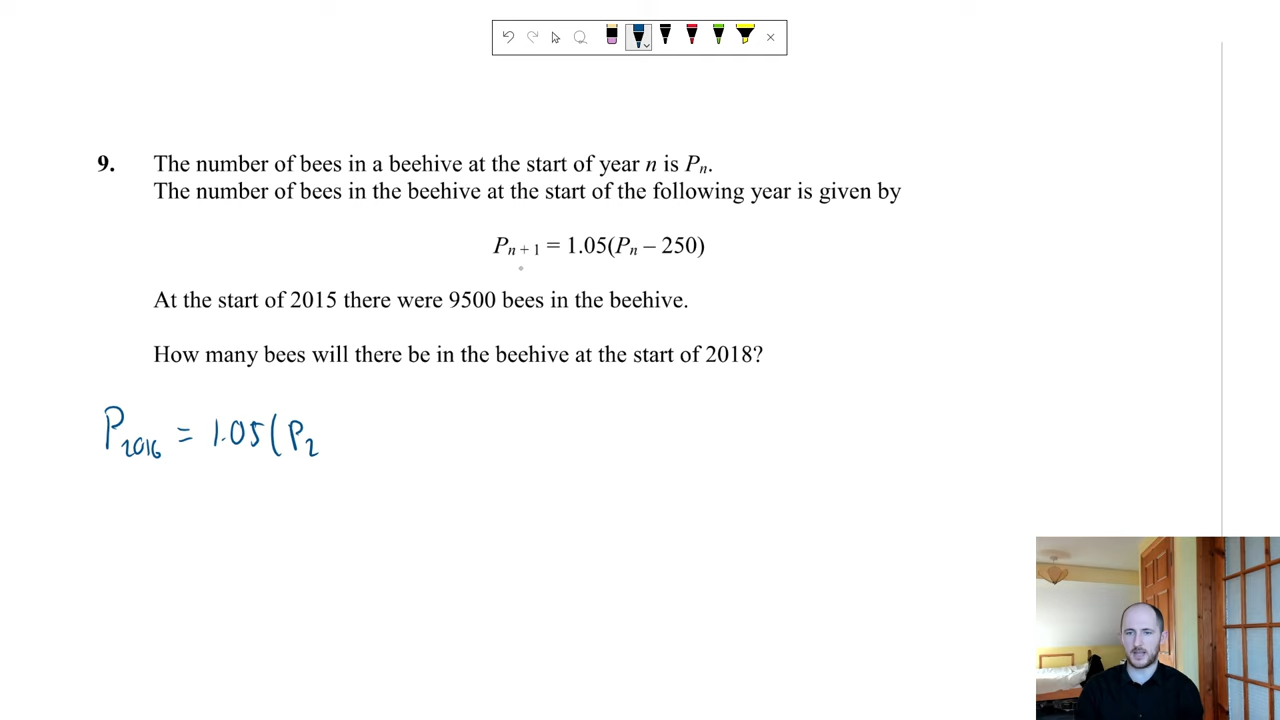 9. The number of bees in a beehive at the start of year n is Pₙ.
The number of bees in the beehive at the start of the following year is given by
Pₙ₊₁ = 1.05(Pₙ – 250)
At the start of 2015 there were 9500 bees in the beehive.
How many bees will there be in the beehive at the start of 2018?
P₂₀₁₆ = 1.05(P₂